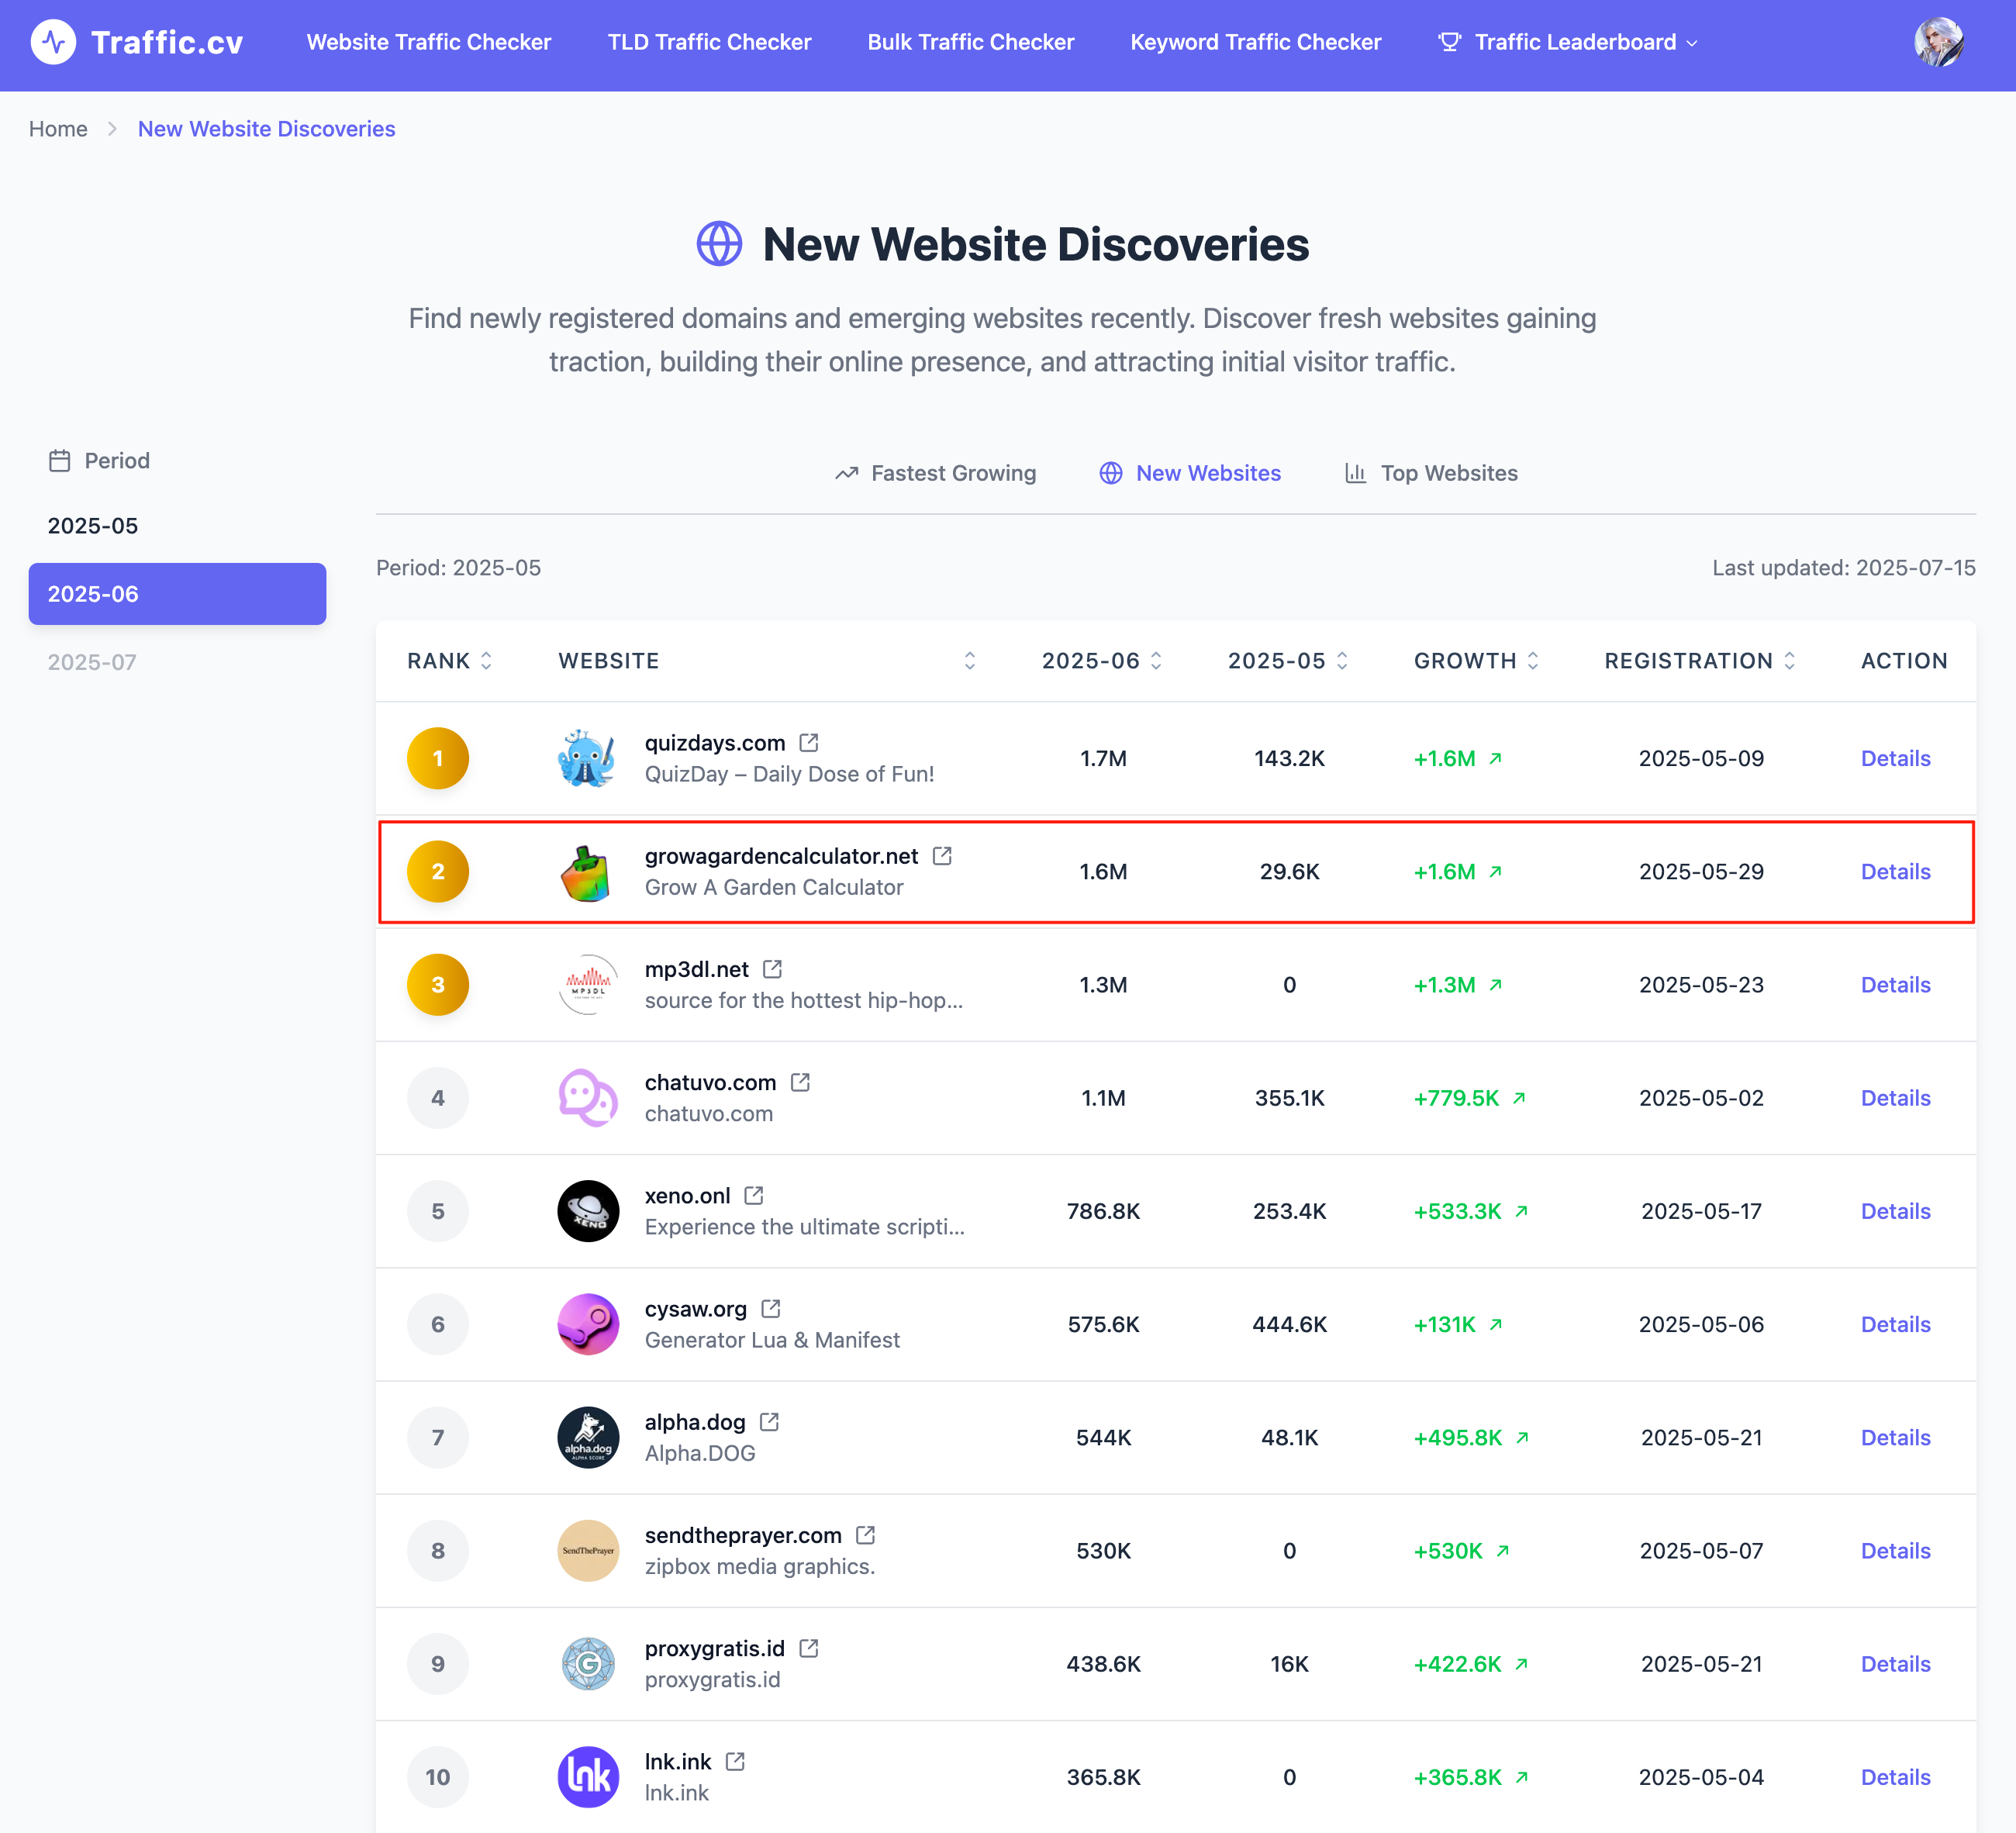 Traffic.cv
Website Traffic Checker
TLD Traffic Checker
Bulk Traffic Checker
Keyword Traffic Checker
Traffic Leaderboard
Home
New Website Discoveries
New Website Discoveries
Find newly registered domains and emerging websites recently. Discover fresh websites gaining
traction, building their online presence, and attracting initial visitor traffic.
Period
2025-05
2025-06
2025-07
Fastest Growing
New Websites
Top Websites
Period: 2025-05
Last updated: 2025-07-15
RANK WEBSITE 2025-06 2025-05 GROWTH REGISTRATION ACTION
1 quizdays.com 1.7M 143.2K +1.6M 2025-05-09 Details
QuizDay – Daily Dose of Fun!
2 growagardencalculator.net 1.6M 29.6K +1.6M 2025-05-29 Details
Grow A Garden Calculator
3 MP3DL mp3dl.net 1.3M 0 +1.3M 2025-05-23 Details
source for the hottest hip-hop...
4 chatuvo.com 1.1M 355.1K +779.5K 2025-05-02 Details
chatuvo.com
5 XENO xeno.onl 786.8K 253.4K +533.3K 2025-05-17 Details
Experience the ultimate scripti...
6 cysaw.org 575.6K 444.6K +131K 2025-05-06 Details
Generator Lua & Manifest
7 alpha.dog ALPHA SCORE alpha.dog 544K 48.1K +495.8K 2025-05-21 Details
Alpha.DOG
8 SendThePrayer sendtheprayer.com 530K 0 +530K 2025-05-07 Details
zipbox media graphics.
9 G proxygratis.id 438.6K 16K +422.6K 2025-05-21 Details
proxygratis.id
10 lnk lnk.ink 365.8K 0 +365.8K 2025-05-04 Details
lnk.ink